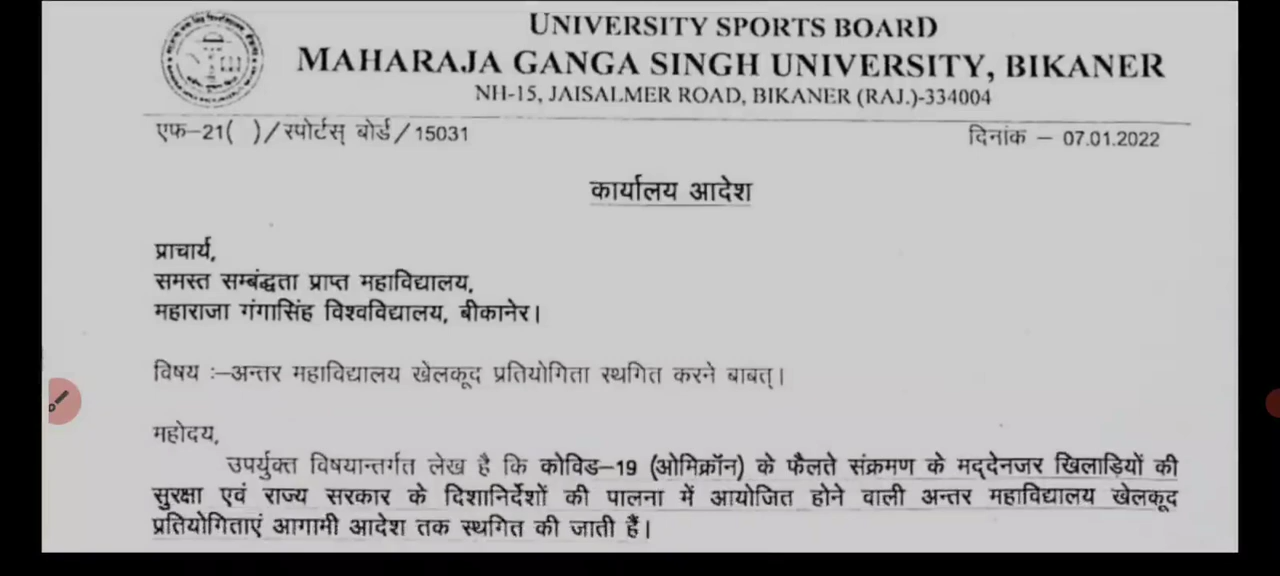 UNIVERSITY SPORTS BOARD
MAHARAJA GANGA SINGH UNIVERSITY, BIKANER
NH-15, JAISALMER ROAD, BIKANER (RAJ.)-334004
एफ-21( )/स्पोर्टस् बोर्ड/15031 दिनांक – 07.01.2022
कार्यालय आदेश
प्राचार्य,
समस्त सम्बंद्धता प्राप्त महाविद्यालय,
महाराजा गंगासिंह विश्वविद्यालय, बीकानेर।
विषय :–अन्तर महाविद्यालय खेलकूद प्रतियोगिता स्थगित करने बाबत्।
महोदय,
उपर्युक्त विषयान्तर्गत लेख है कि कोविड–19 (ओमिक्रॉन) के फैलते संक्रमण के मद्देनजर खिलाड़ियों की
सुरक्षा एवं राज्य सरकार के दिशानिर्देशों की पालना में आयोजित होने वाली अन्तर महाविद्यालय खेलकूद
प्रतियोगिताएं आगामी आदेश तक स्थगित की जाती हैं।